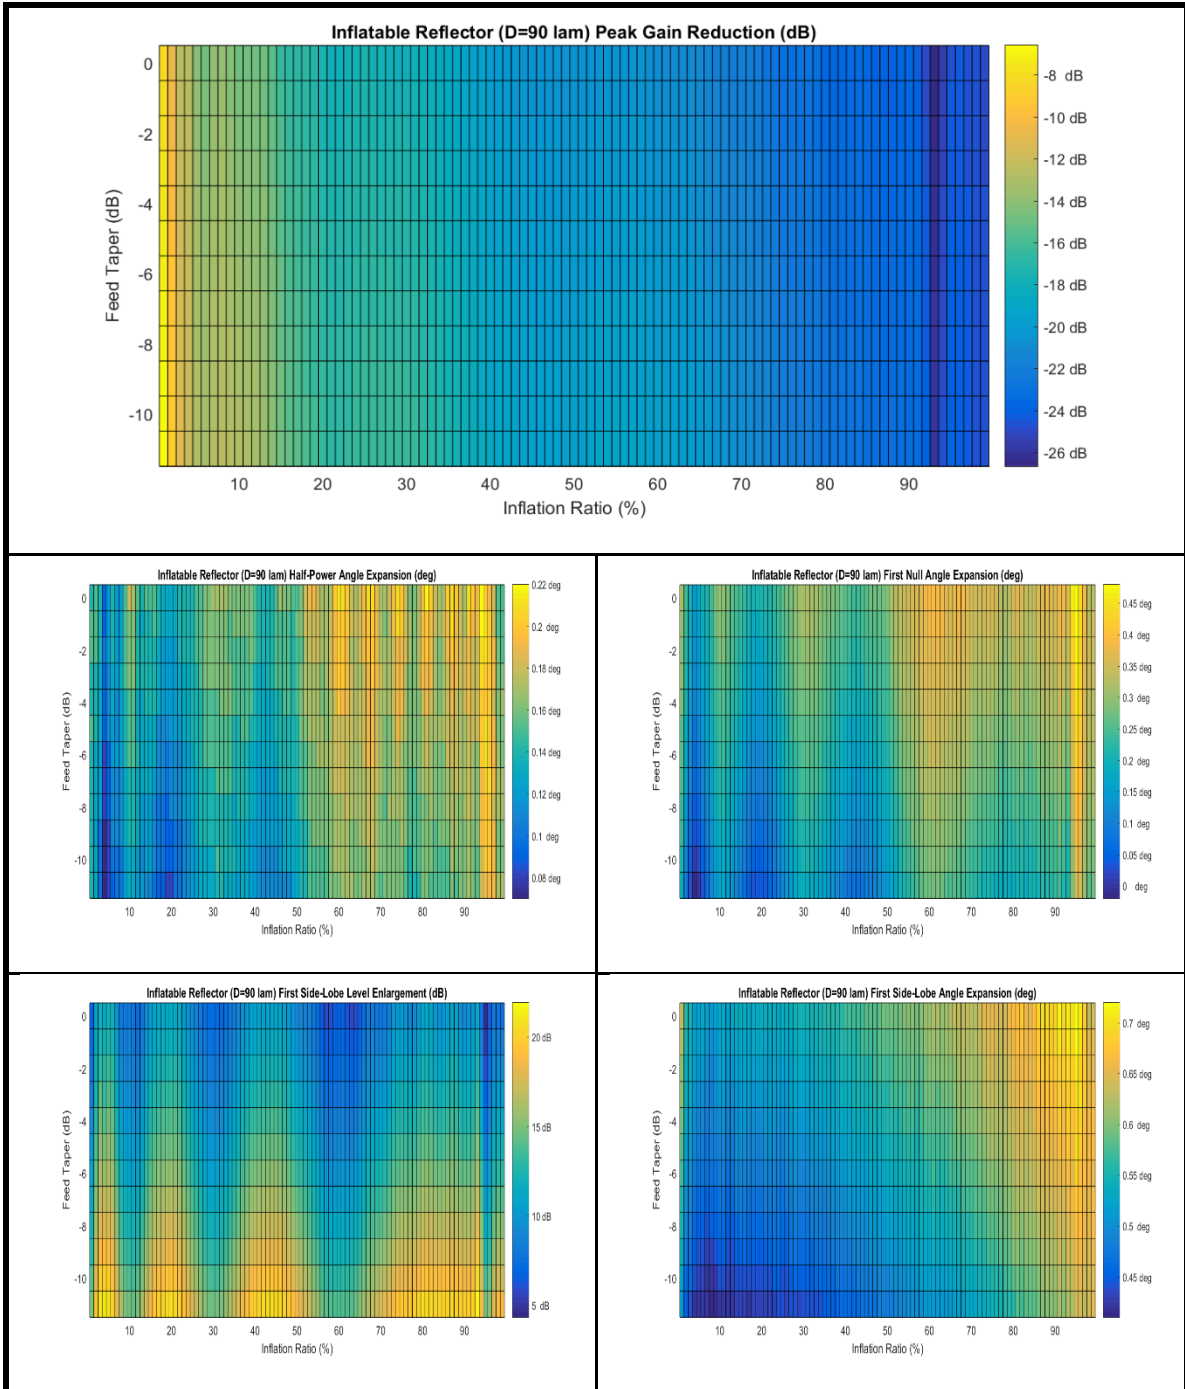 Inflatable Reflector (D=90 lam) Peak Gain Reduction (dB)
Feed Taper (dB)
0
-2
-4
-6
-8
-10
10 20 30 40 50 60 70 80 90
Inflation Ratio (%)
-8 dB
-10 dB
-12 dB
-14 dB
-16 dB
-18 dB
-20 dB
-22 dB
-24 dB
-26 dB
Inflatable Reflector (D=90 lam) Half-Power Angle Expansion (deg)
Feed Taper (dB)
0
-2
-4
-6
-8
-10
10 20 30 40 50 60 70 80 90
Inflation Ratio (%)
0.22 deg
0.2 deg
0.18 deg
0.16 deg
0.14 deg
0.12 deg
0.1 deg
0.08 deg
Inflatable Reflector (D=90 lam) First Null Angle Expansion (deg)
Feed Taper (dB)
0
-2
-4
-6
-8
-10
10 20 30 40 50 60 70 80 90
Inflation Ratio (%)
0.45 deg
0.4 deg
0.35 deg
0.3 deg
0.25 deg
0.2 deg
0.15 deg
0.1 deg
0.05 deg
0 deg
Inflatable Reflector (D=90 lam) First Side-Lobe Level Enlargement (dB)
Feed Taper (dB)
0
-2
-4
-6
-8
-10
10 20 30 40 50 60 70 80 90
Inflation Ratio (%)
20 dB
15 dB
10 dB
5 dB
Inflatable Reflector (D=90 lam) First Side-Lobe Angle Expansion (deg)
Feed Taper (dB)
0
-2
-4
-6
-8
-10
10 20 30 40 50 60 70 80 90
Inflation Ratio (%)
0.7 deg
0.65 deg
0.6 deg
0.55 deg
0.5 deg
0.45 deg